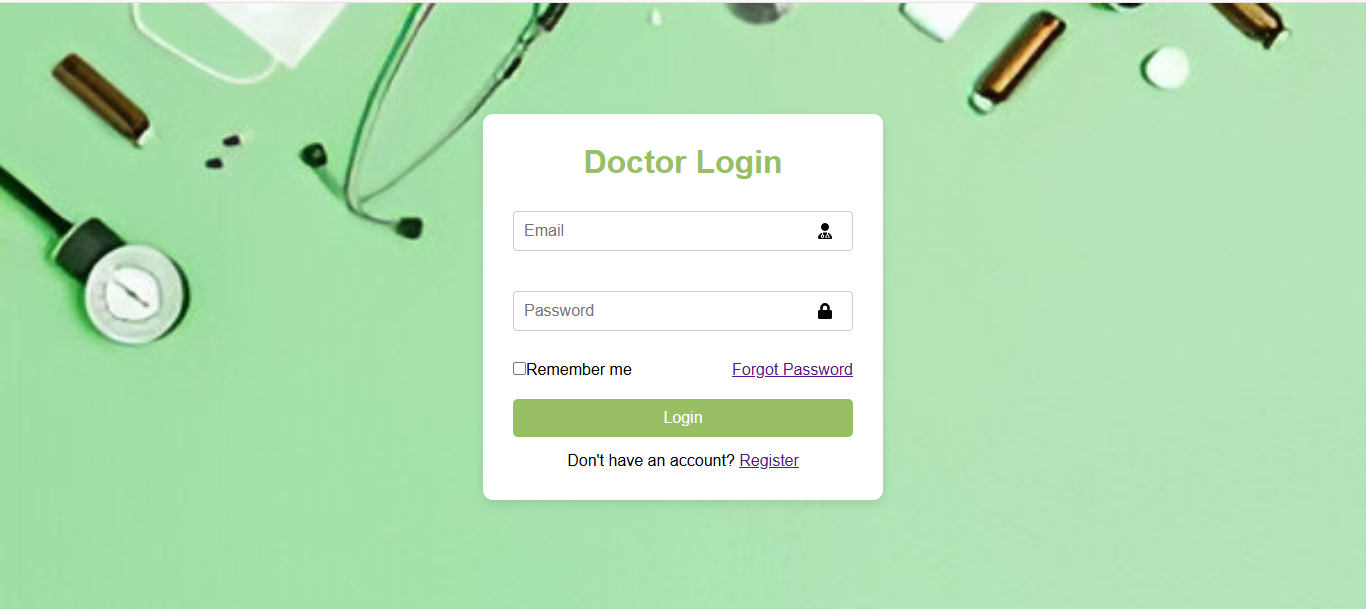 Doctor Login
Email
Password
Remember me Forgot Password
Login
Don't have an account? Register